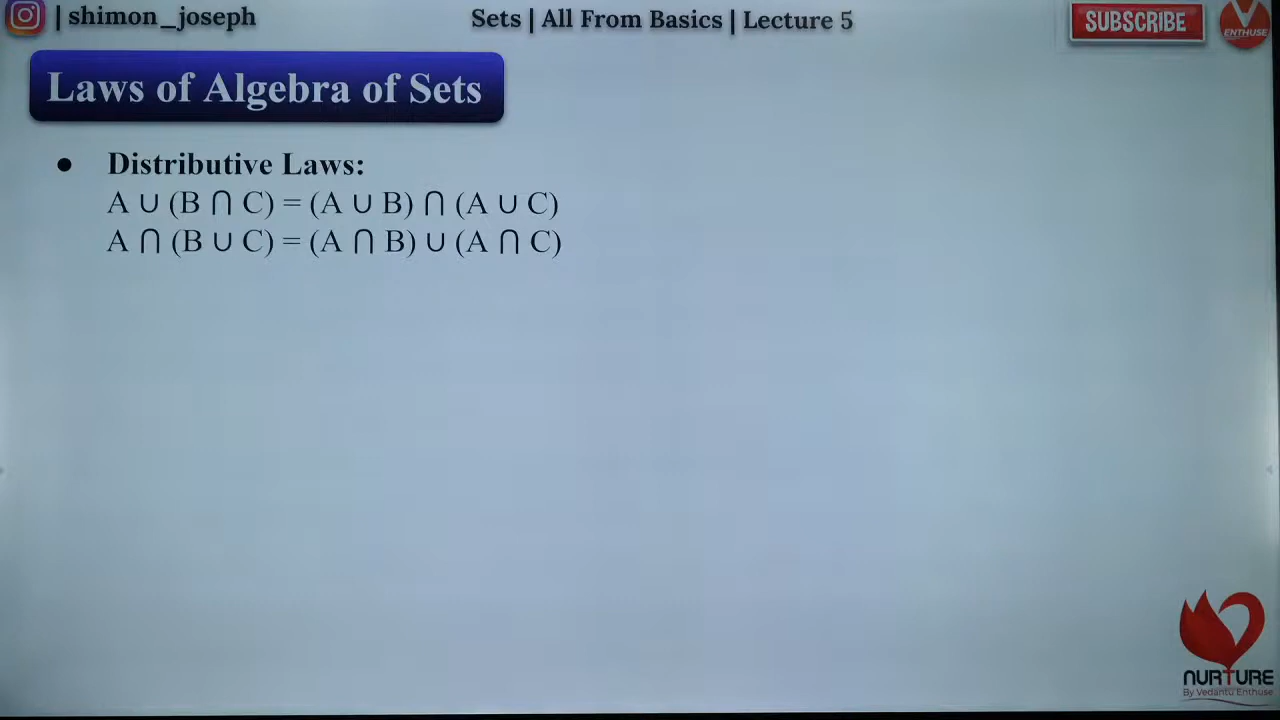 | shimon_joseph
Sets | All From Basics | Lecture 5
SUBSCRIBE
ENTHUSE
Laws of Algebra of Sets
● Distributive Laws:
A ∪ (B ∩ C) = (A ∪ B) ∩ (A ∪ C)
A ∩ (B ∪ C) = (A ∩ B) ∪ (A ∩ C)
NURTURE
By Vedantu Enthuse